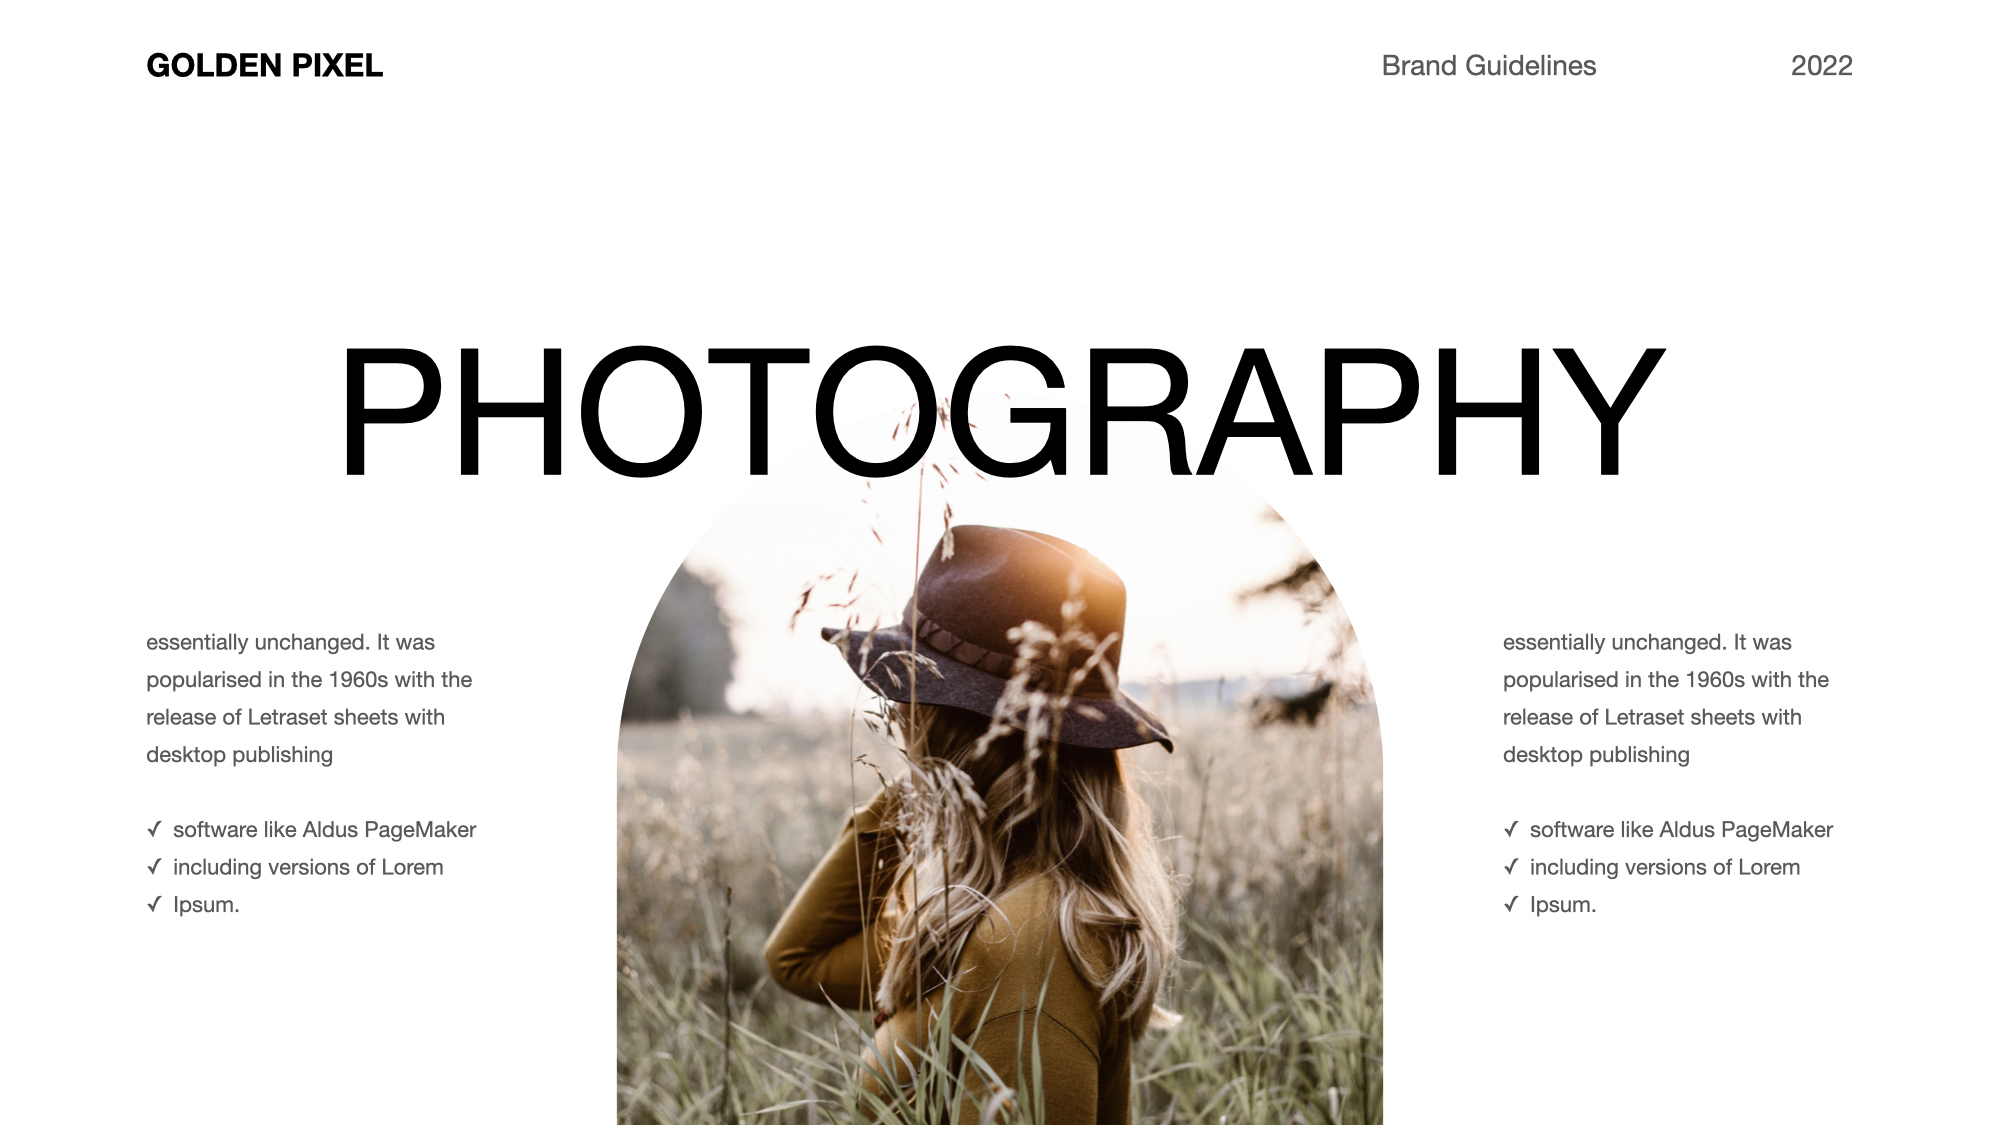 GOLDEN PIXEL
Brand Guidelines
2022
PHOTOGRAPHY
essentially unchanged. It was
popularised in the 1960s with the
release of Letraset sheets with
desktop publishing
✓ software like Aldus PageMaker
✓ including versions of Lorem
✓ Ipsum.
essentially unchanged. It was
popularised in the 1960s with the
release of Letraset sheets with
desktop publishing
✓ software like Aldus PageMaker
✓ including versions of Lorem
✓ Ipsum.